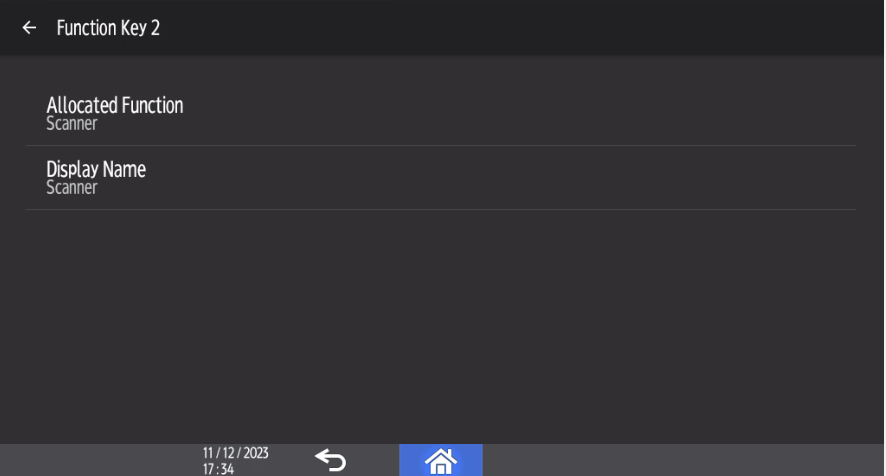 Function Key 2
Allocated Function
Scanner
Display Name
Scanner
11 / 12 / 2023
17 : 34